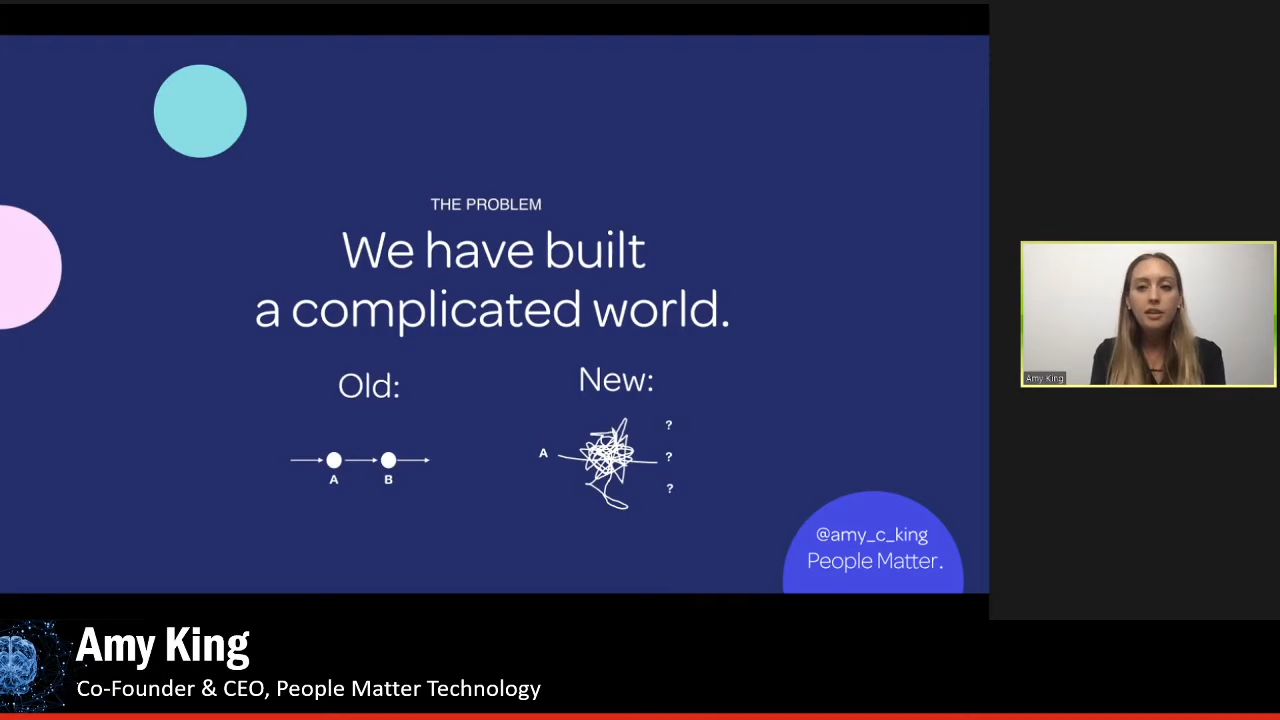 THE PROBLEM
We have built
a complicated world.
Old:
New:
A
B
A
?
?
?
@amy_c_king
People Matter.
Amy King
Amy King
Co-Founder & CEO, People Matter Technology